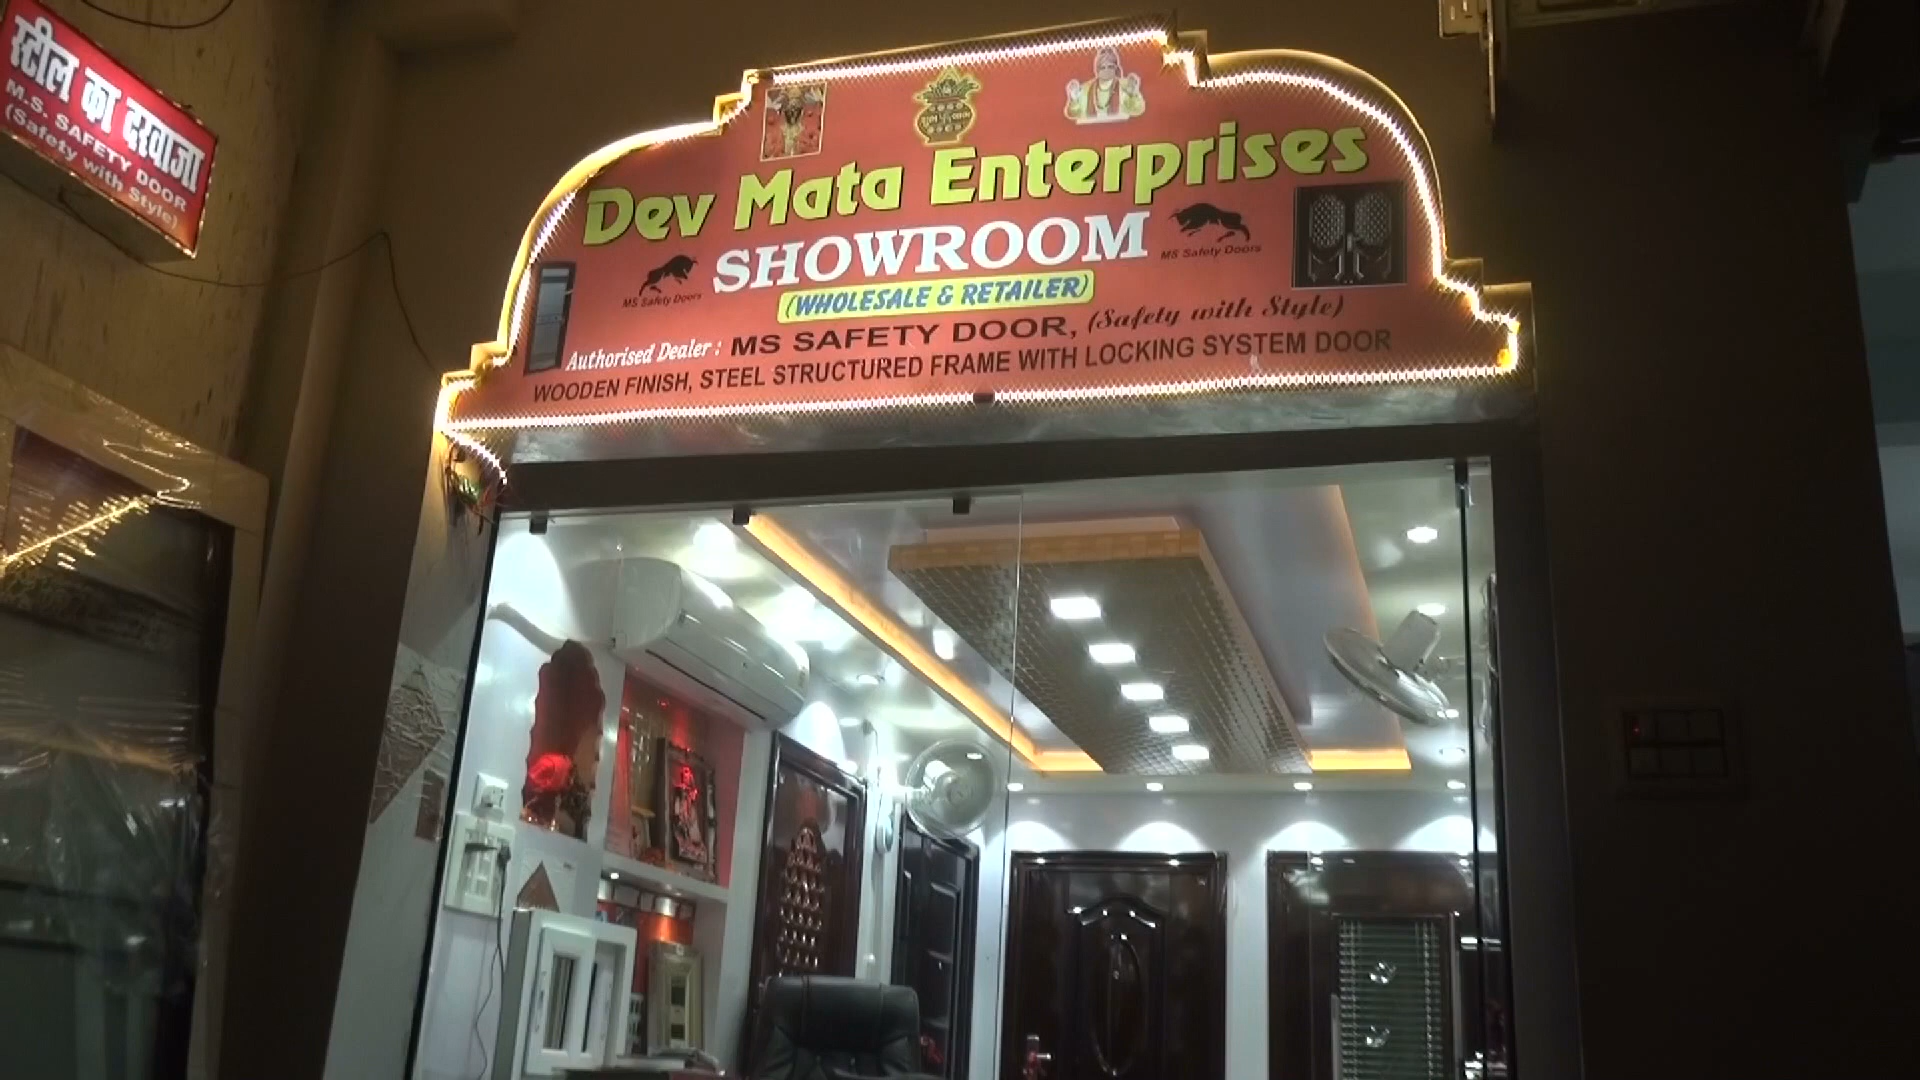 स्टील का दरवाजा
M.S. SAFETY DOOR
(Safety with Style)
Dev Mata Enterprises
SHOWROOM
MS Safety Doors
MS Safety Doors
(WHOLESALE & RETAILER)
Authorised Dealer : MS SAFETY DOOR, (Safety with Style)
WOODEN FINISH, STEEL STRUCTURED FRAME WITH LOCKING SYSTEM DOOR